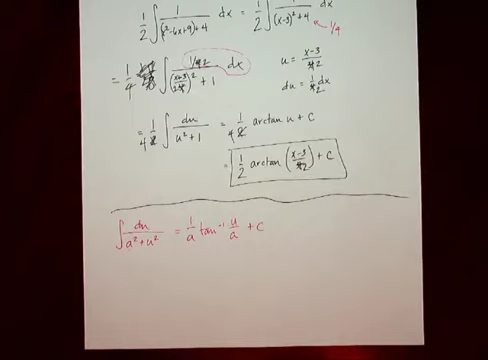 1/2 ∫ 1/((x²-6x+9)+4) dx = 1/2 ∫ 1/((x-3)²+4) dx
1/4
= 1/4 ∫ dx/(((x-3)/2)² + 1)
u = (x-3)/2
du = 1/2 dx
= 1/4 ∫ du/(u²+1) = 1/4 arctan u + C
= 1/2 arctan ((x-3)/2) + C
∫ du/(a²+u²) = 1/a tan⁻¹ u/a + C